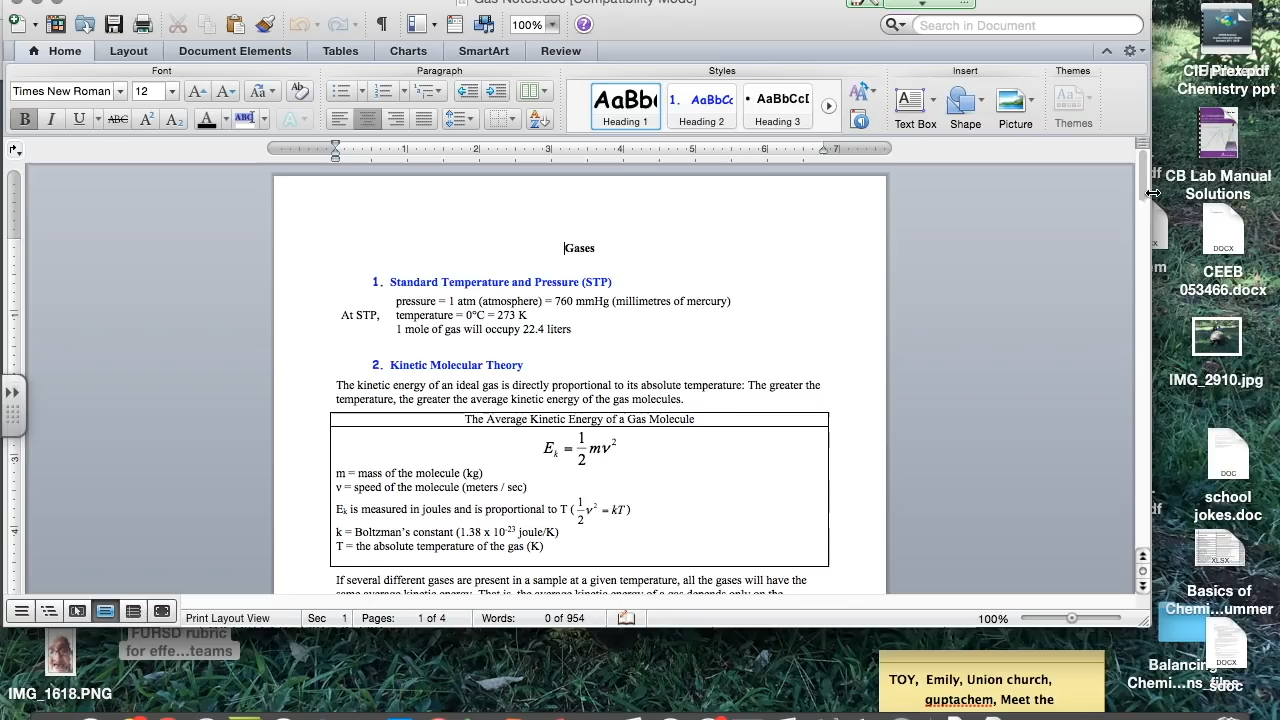 Gas Notes.doc [Compatibility Mode]
Search in Document
Home Layout Document Elements Charts Review
Font Paragraph Styles Insert Themes
Times New Roman 12
Heading 1 Heading 2 Heading 3
Text Box Shape Picture Themes
Gases
1. Standard Temperature and Pressure (STP)
pressure = 1 atm (atmosphere) = 760 mmHg (millimetres of mercury)
At STP, temperature = 0°C = 273 K
1 mole of gas will occupy 22.4 liters
2. Kinetic Molecular Theory
The kinetic energy of an ideal gas is directly proportional to its absolute temperature: The greater the
temperature, the greater the average kinetic energy of the gas molecules.
The Average Kinetic Energy of a Gas Molecule
E_k = 1/2 mv²
m = mass of the molecule (kg)
v = speed of the molecule (meters / sec)
E_k is measured in joules and is proportional to T ( 1/2 v² = kT)
k = Boltzman's constant (1.38 x 10⁻²³ joule/K)
T = the absolute temperature of the gas (K)
If several different gases are present in a sample at a given temperature all the gases will have the
Print Layout View Sec 1 Pages: 1 of 4 Words: 0 of 954 100%
Chemistry ppt
CB Lab Manual
Solutions
DOCX
CEEB
053466.docx
IMG_2910.jpg
DOC
school
jokes.doc
XLSX
Basics of
Chemi...ummer
DOCX
Balancing
FUHSD rubric
for effe...teams
IMG_1618.PNG
TOY, Emily, Union church,
guptachem, Meet the